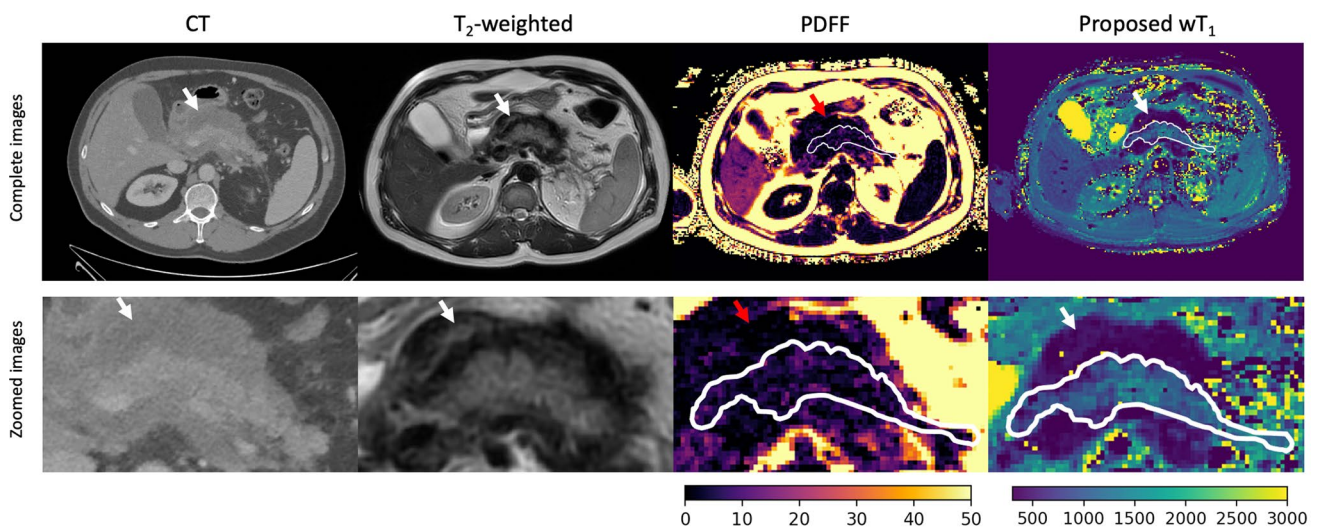 CT T₂-weighted PDFF Proposed wT₁
Complete images
Zoomed images
0 10 20 30 40 50 500 1000 1500 2000 2500 3000